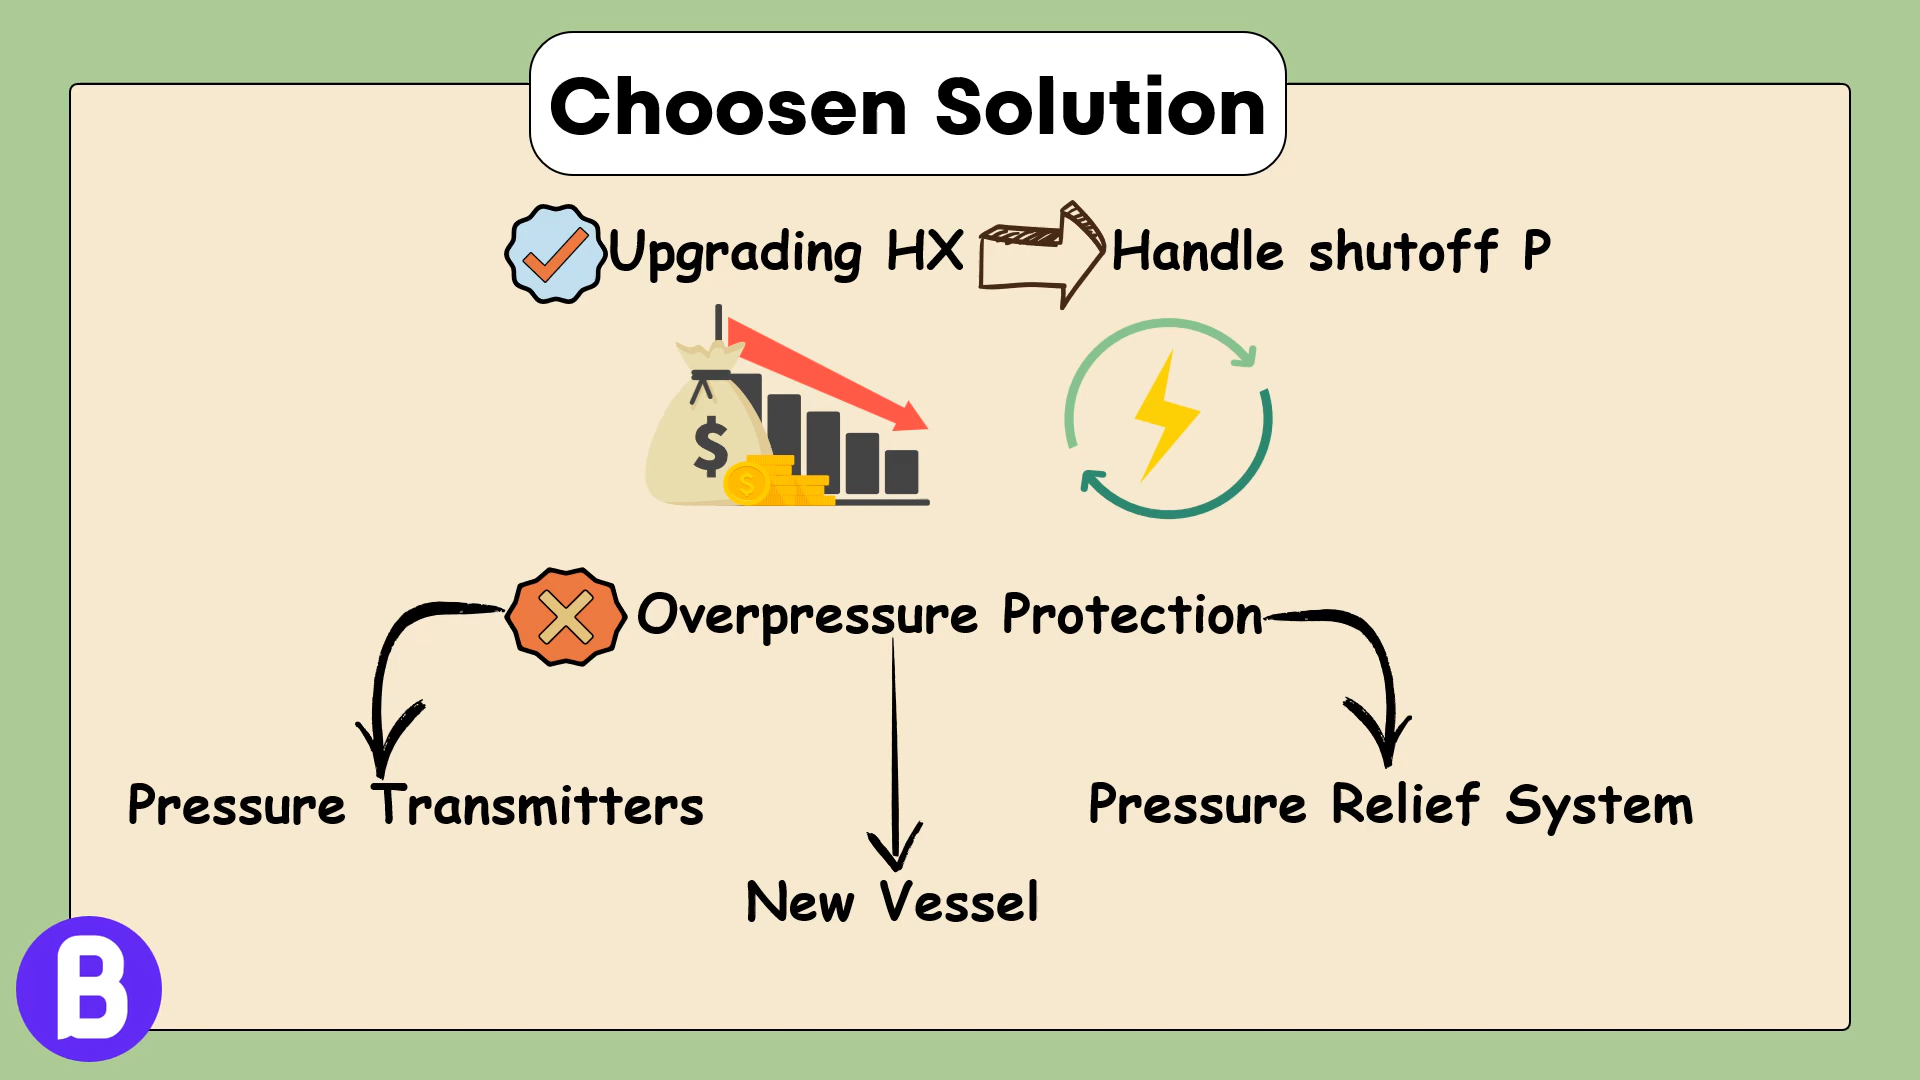 Choosen Solution
Upgrading HX
Handle shutoff P
$
$
Overpressure Protection
Pressure Transmitters
Pressure Relief System
New Vessel
B